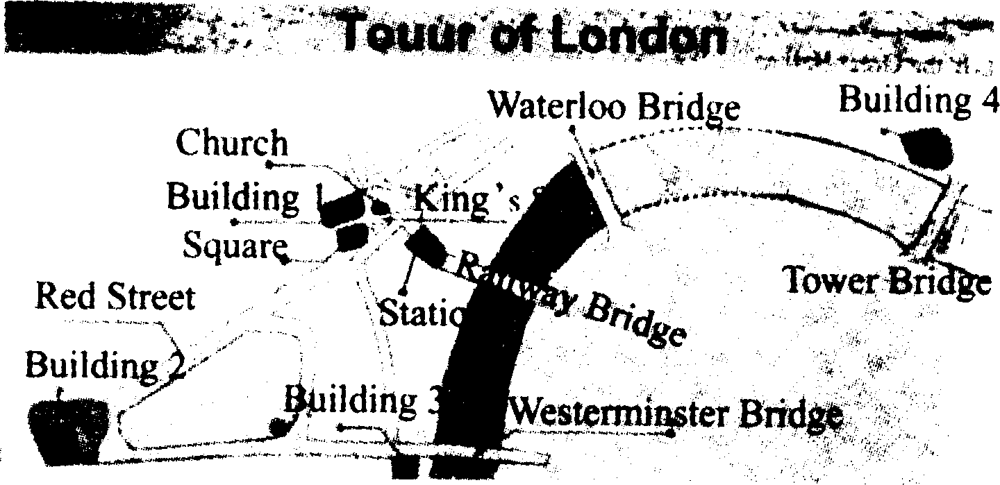 Touur of London
Waterloo Bridge
Building 4
Church
Building 1
King's
Square
Tower Bridge
Red Street
Railway Bridge
Building 2
Building 3
Westerminster Bridge